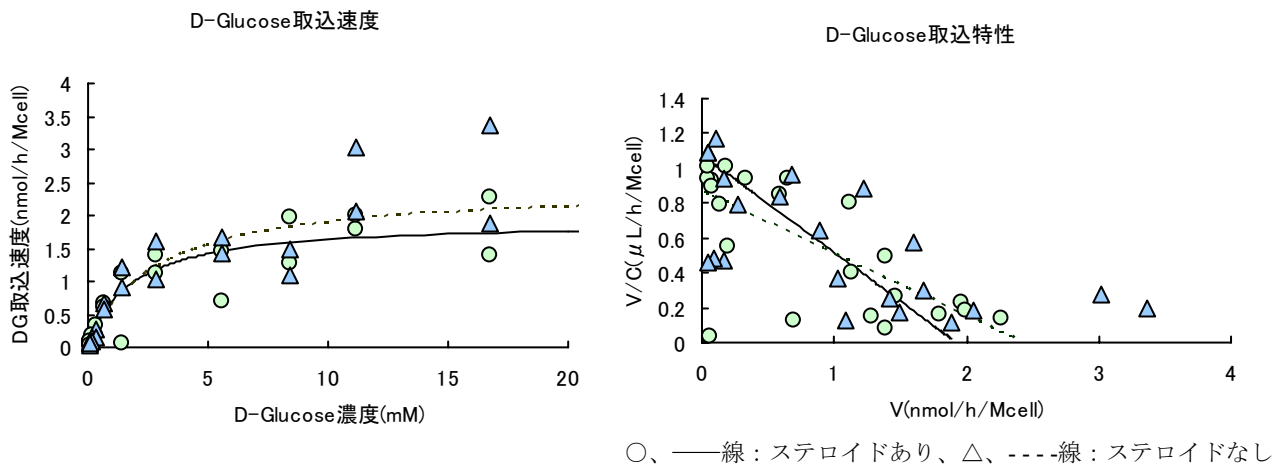 D-Glucose取込速度
DG取込速度(nmol/h/Mcell)
4
3.5
3
2.5
2
1.5
1
0.5
0
0 5 10 15 20
D-Glucose濃度(mM)
D-Glucose取込特性
V/C(μL/h/Mcell)
1.4
1.2
1
0.8
0.6
0.4
0.2
0
0 1 2 3 4
V(nmol/h/Mcell)
○、——線：ステロイドあり、△、----線：ステロイドなし